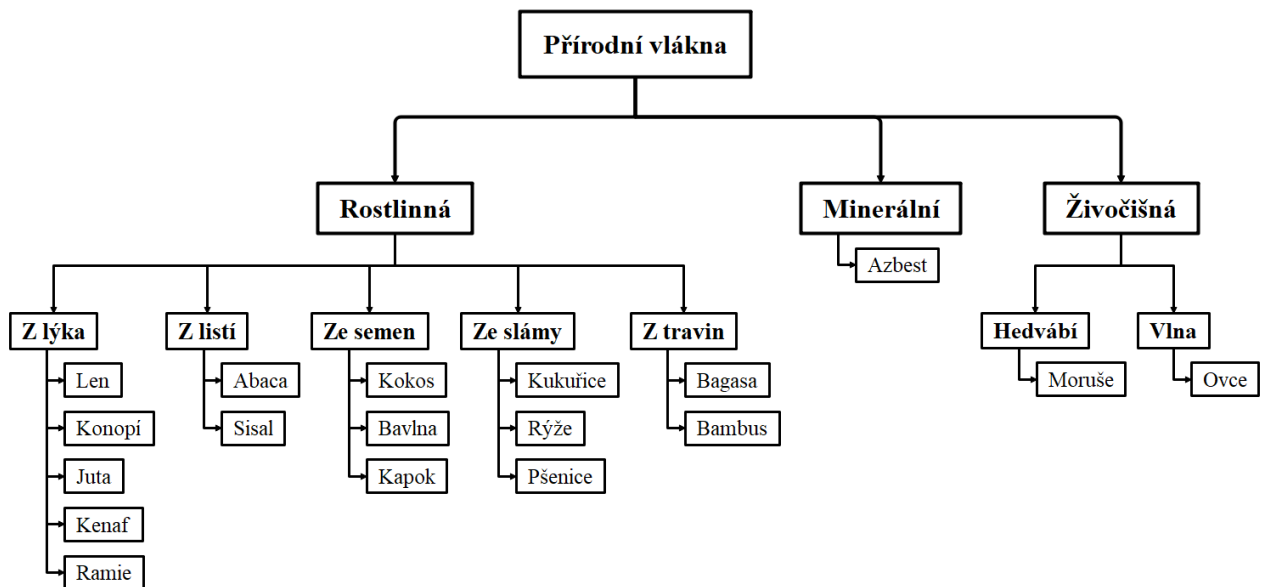 Přírodní vlákna
Rostlinná
Minerální
Živočišná
Azbest
Z lýka
Z listí
Ze semen
Ze slámy
Z travin
Hedvábí
Vlna
Len
Konopí
Juta
Kenaf
Ramie
Abaca
Sisal
Kokos
Bavlna
Kapok
Kukuřice
Rýže
Pšenice
Bagasa
Bambus
Moruše
Ovce